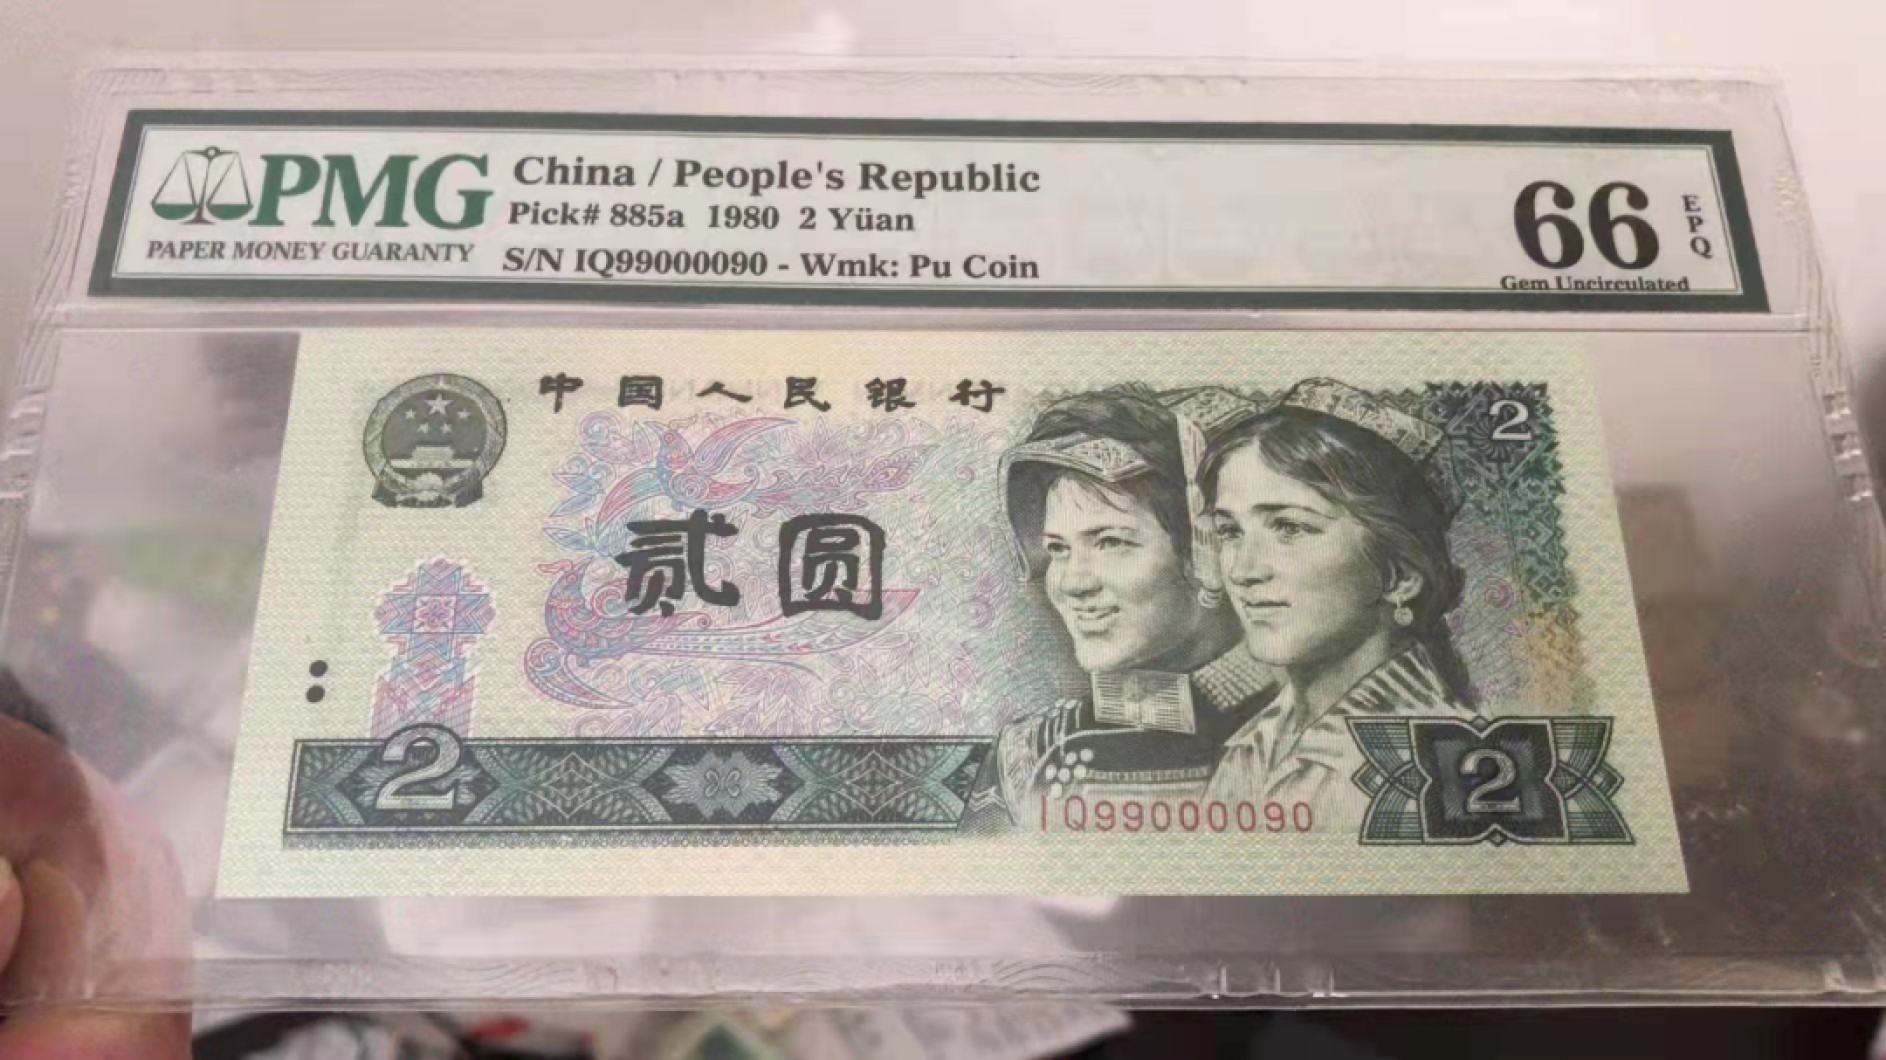 PMG
PAPER MONEY GUARANTY
China / People's Republic
Pick# 885a 1980 2 Yüan
S/N IQ99000090 - Wmk: Pu Coin
66
EPQ
Gem Uncirculated
中国人民银行
2
贰圆
2
2
IQ99000090